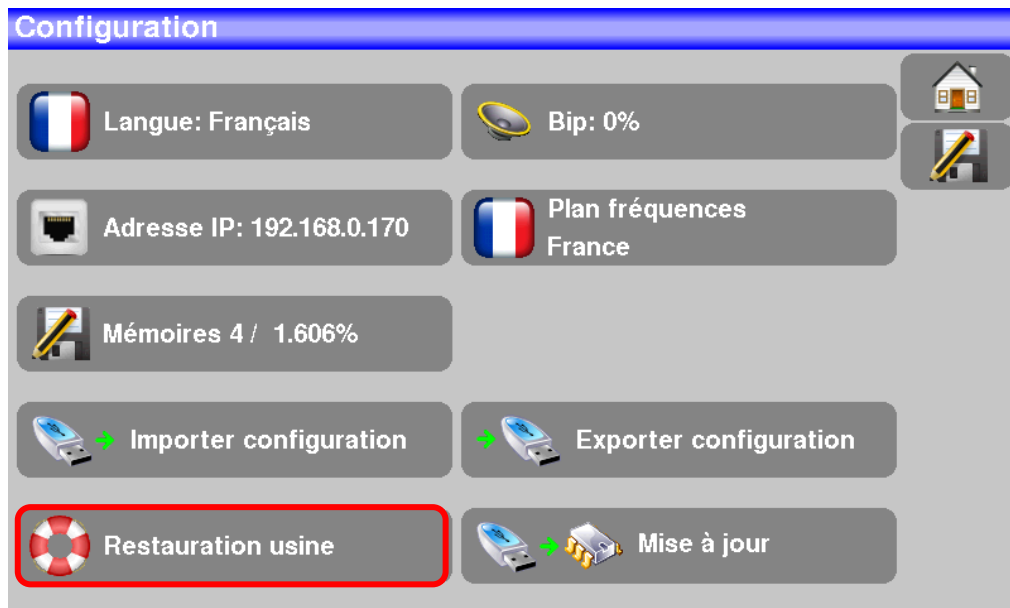 Configuration
Langue: Français
Bip: 0%
Adresse IP: 192.168.0.170
Plan fréquences
France
Mémoires 4 / 1.606%
Importer configuration
Exporter configuration
Restauration usine
Mise à jour